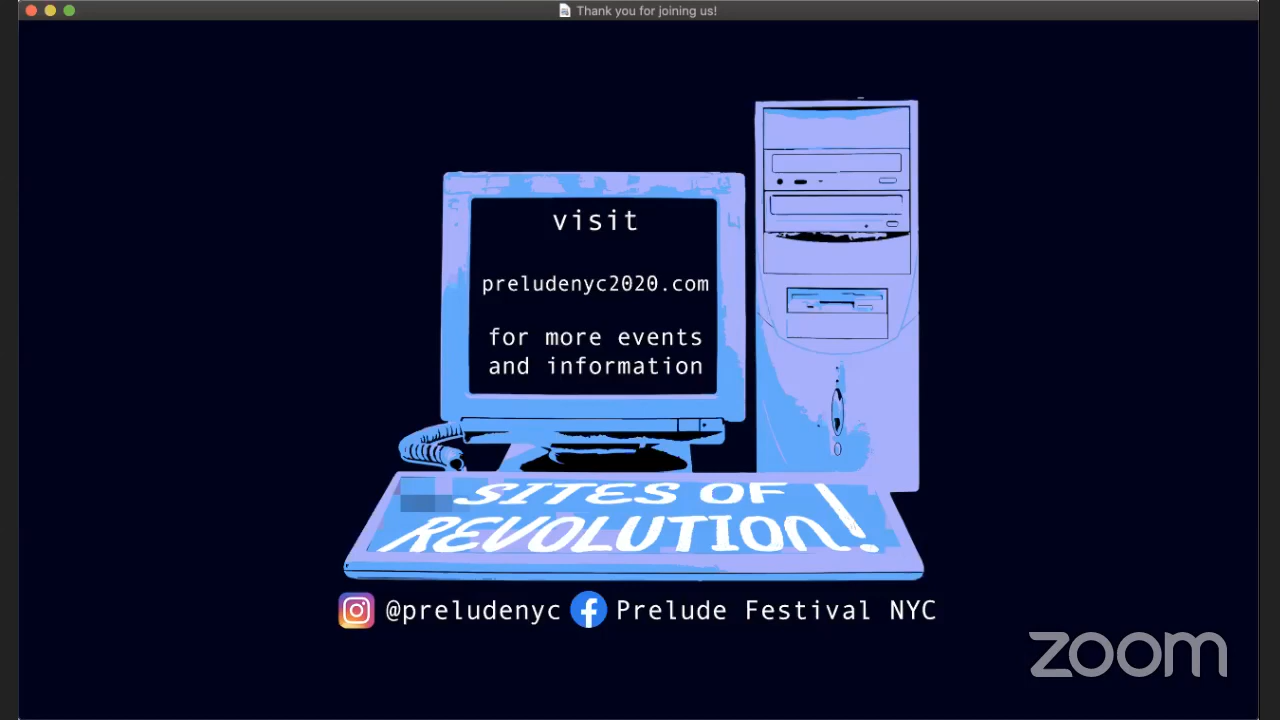 Thank you for joining us!
visit
preludenyc2020.com
for more events
and information
SITES OF
REVOLUTION!
@preludenyc Prelude Festival NYC
zoom